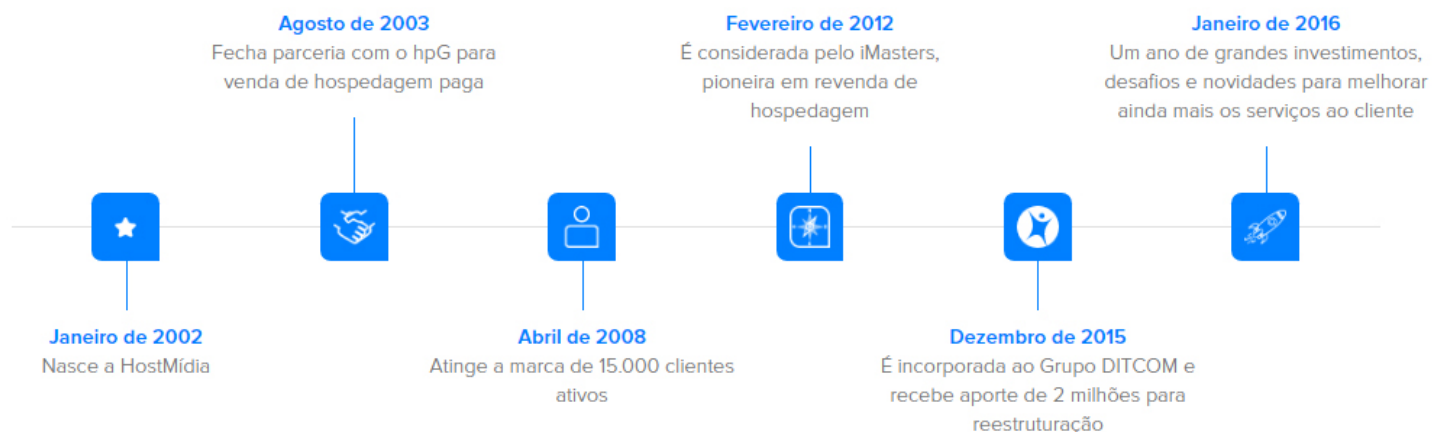 Agosto de 2003
Fecha parceria com o hpG para
venda de hospedagem paga
Fevereiro de 2012
É considerada pelo iMasters,
pioneira em revenda de
hospedagem
Janeiro de 2016
Um ano de grandes investimentos,
desafios e novidades para melhorar
ainda mais os serviços ao cliente
Janeiro de 2002
Nasce a HostMídia
Abril de 2008
Atinge a marca de 15.000 clientes
ativos
Dezembro de 2015
É incorporada ao Grupo DITCOM e
recebe aporte de 2 milhões para
reestruturação